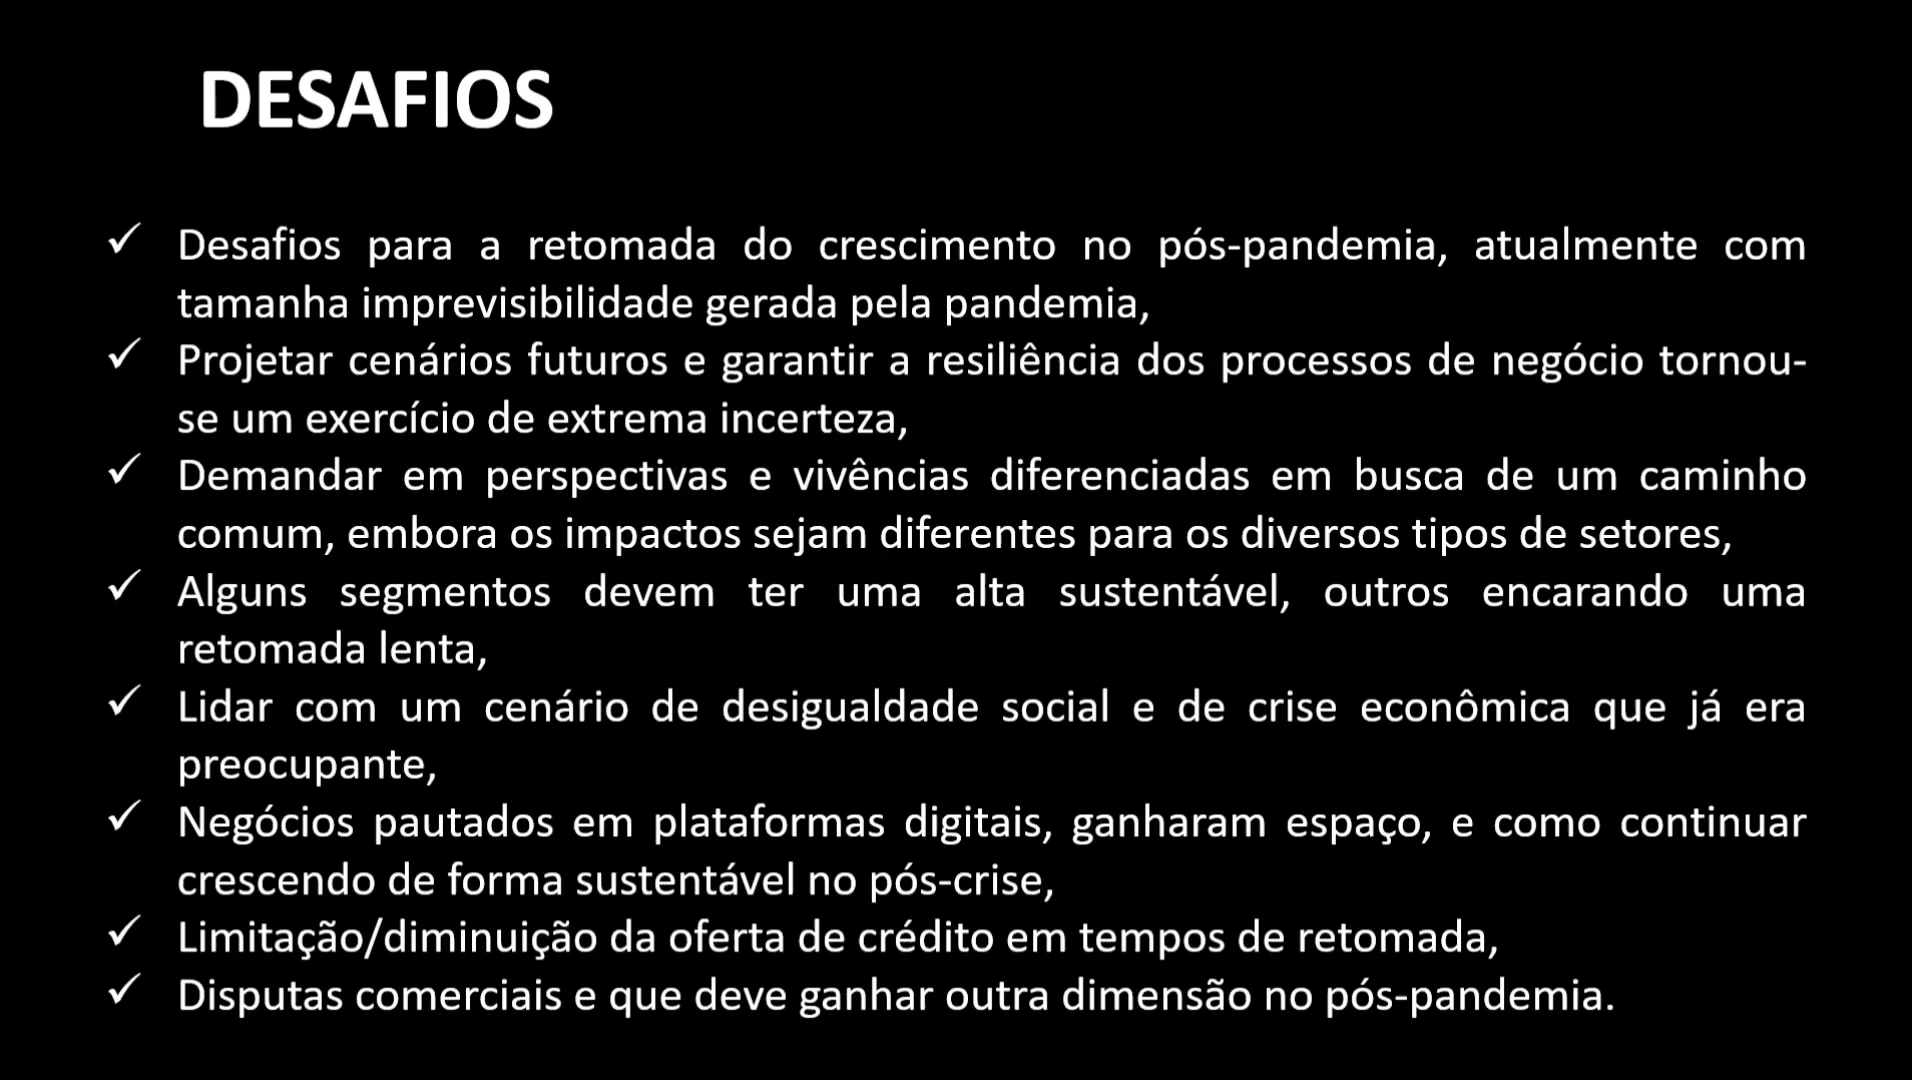 DESAFIOS
✓ Desafios para a retomada do crescimento no pós-pandemia, atualmente com
tamanha imprevisibilidade gerada pela pandemia,
✓ Projetar cenários futuros e garantir a resiliência dos processos de negócio tornou-
se um exercício de extrema incerteza,
✓ Demandar em perspectivas e vivências diferenciadas em busca de um caminho
comum, embora os impactos sejam diferentes para os diversos tipos de setores,
✓ Alguns segmentos devem ter uma alta sustentável, outros encarando uma
retomada lenta,
✓ Lidar com um cenário de desigualdade social e de crise econômica que já era
preocupante,
✓ Negócios pautados em plataformas digitais, ganharam espaço, e como continuar
crescendo de forma sustentável no pós-crise,
✓ Limitação/diminuição da oferta de crédito em tempos de retomada,
✓ Disputas comerciais e que deve ganhar outra dimensão no pós-pandemia.